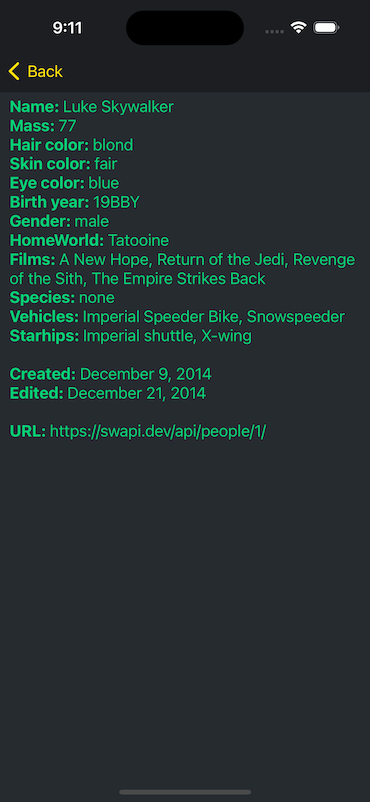 9:11
Back
Name: Luke Skywalker
Mass: 77
Hair color: blond
Skin color: fair
Eye color: blue
Birth year: 19BBY
Gender: male
HomeWorld: Tatooine
Films: A New Hope, Return of the Jedi, Revenge
of the Sith, The Empire Strikes Back
Species: none
Vehicles: Imperial Speeder Bike, Snowspeeder
Starhips: Imperial shuttle, X-wing
Created: December 9, 2014
Edited: December 21, 2014
URL: https://swapi.dev/api/people/1/